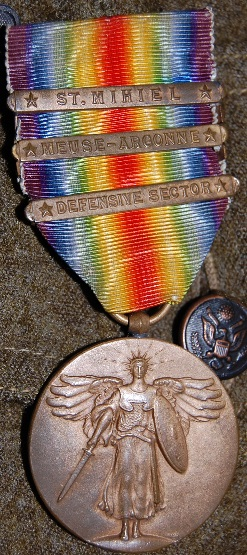 ST. MIHIEL
MEUSE-ARGONNE
DEFENSIVE SECTOR